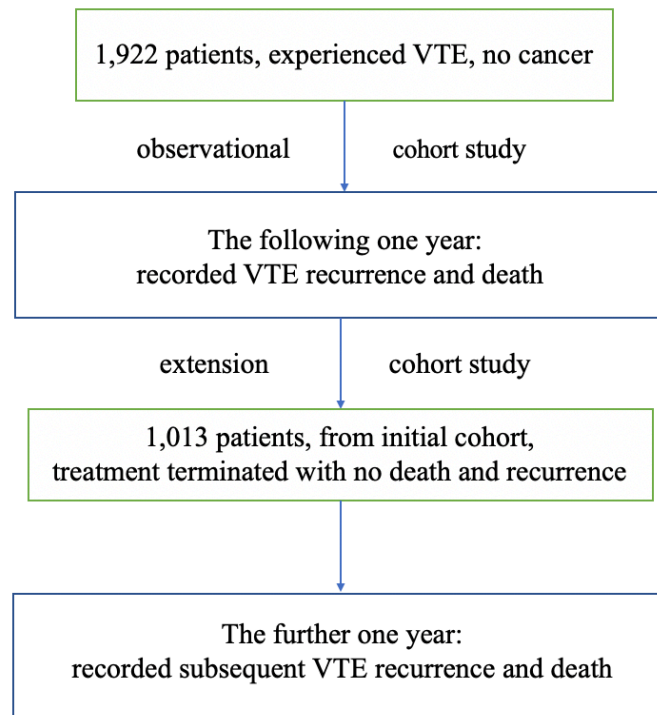 1,922 patients, experienced VTE, no cancer
observational cohort study
The following one year:
recorded VTE recurrence and death
extension cohort study
1,013 patients, from initial cohort,
treatment terminated with no death and recurrence
The further one year:
recorded subsequent VTE recurrence and death